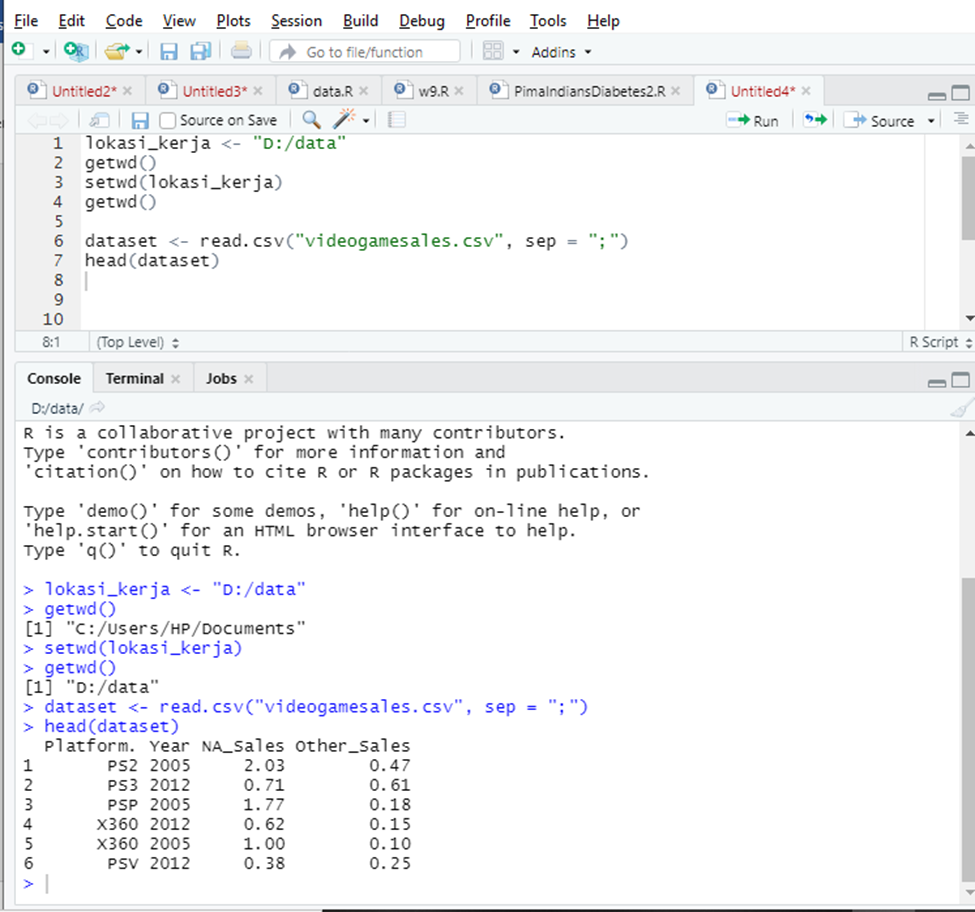 File Edit Code View Plots Session Build Debug Profile Tools Help
Go to file/function Addins
Untitled2* Untitled3* data.R w9.R PimaIndiansDiabetes2.R Untitled4*
Source on Save Run Source
1 lokasi_kerja <- "D:/data"
2 getwd()
3 setwd(lokasi_kerja)
4 getwd()
5
6 dataset <- read.csv("videogamesales.csv", sep = ";")
7 head(dataset)
8
9
10
8:1 (Top Level) R Script
Console Terminal Jobs
D:/data/
R is a collaborative project with many contributors.
Type 'contributors()' for more information and
'citation()' on how to cite R or R packages in publications.

Type 'demo()' for some demos, 'help()' for on-line help, or
'help.start()' for an HTML browser interface to help.
Type 'q()' to quit R.

> lokasi_kerja <- "D:/data"
> getwd()
[1] "C:/Users/HP/Documents"
> setwd(lokasi_kerja)
> getwd()
[1] "D:/data"
> dataset <- read.csv("videogamesales.csv", sep = ";")
> head(dataset)
  Platform. Year NA_Sales Other_Sales
1       PS2 2005     2.03        0.47
2       PS3 2012     0.71        0.61
3       PSP 2005     1.77        0.18
4      X360 2012     0.62        0.15
5      X360 2005     1.00        0.10
6       PSV 2012     0.38        0.25
>